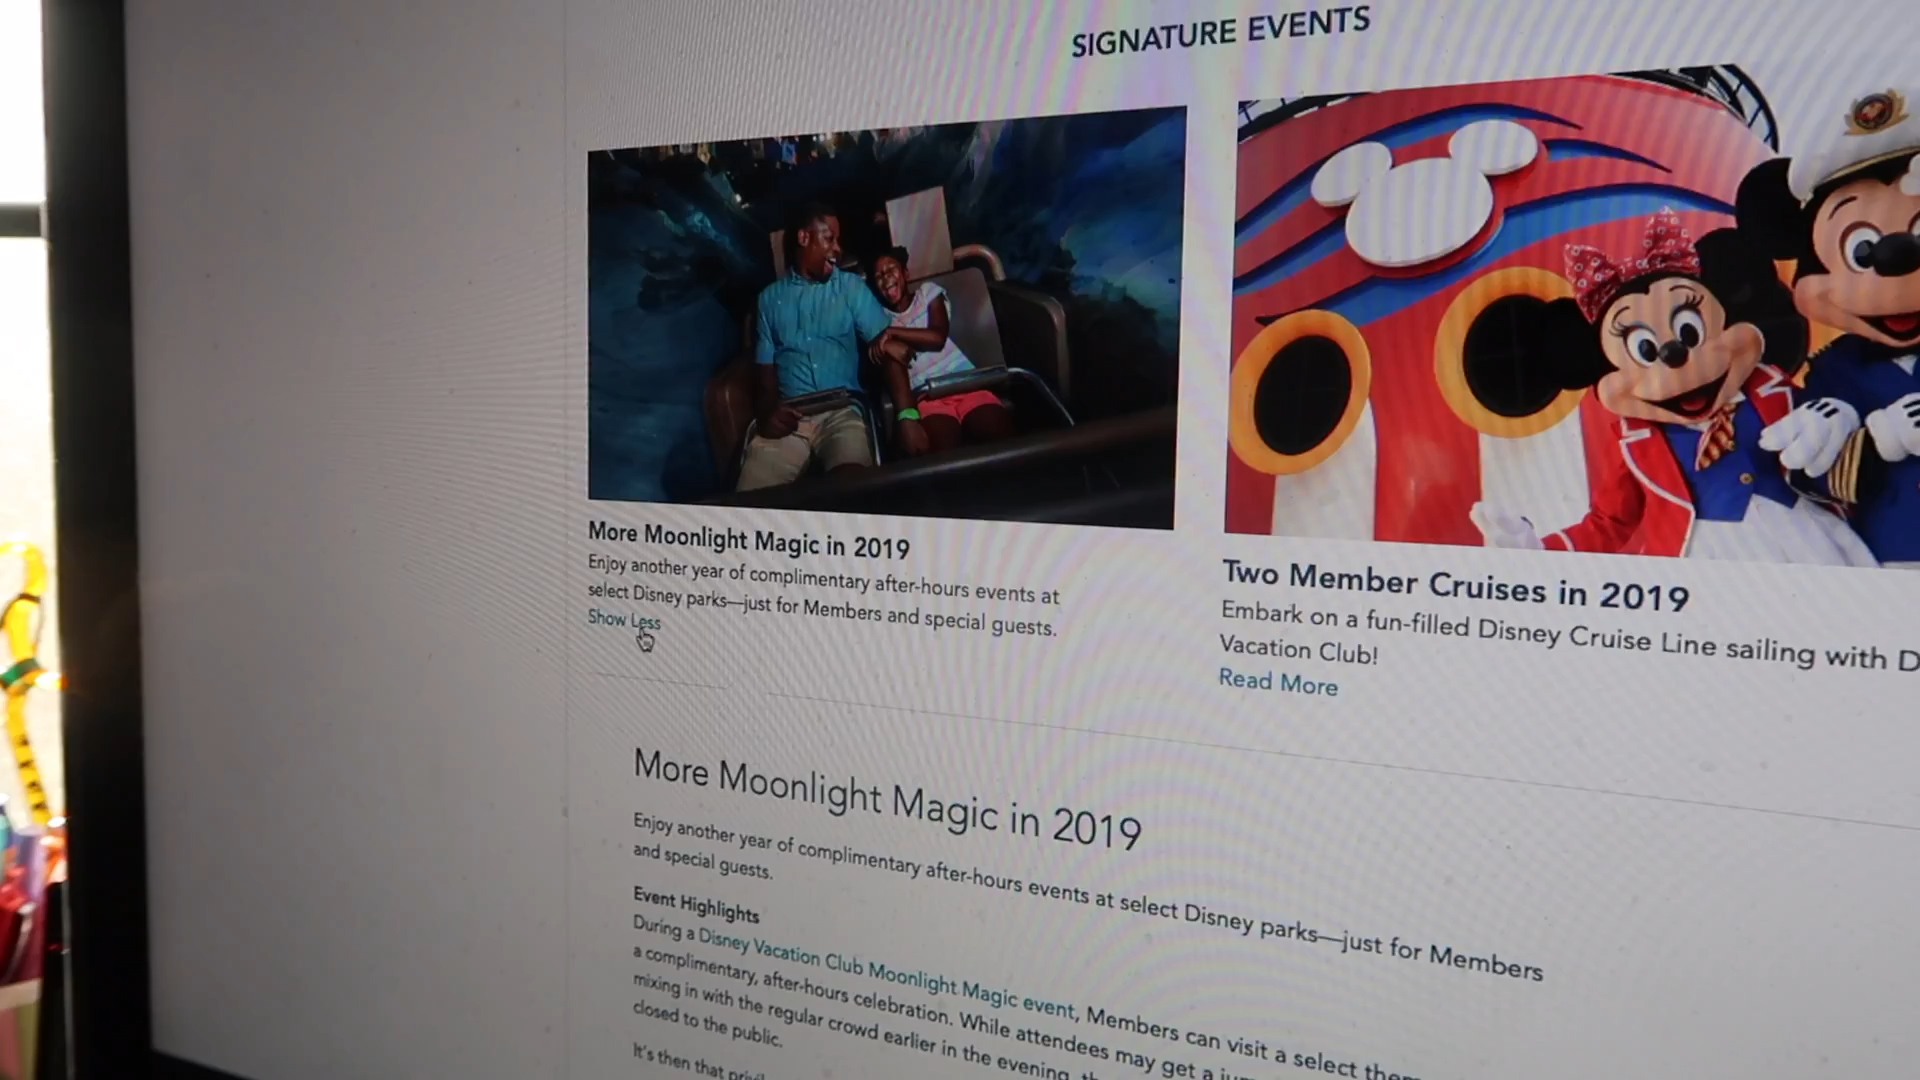 SIGNATURE EVENTS
More Moonlight Magic in 2019
Enjoy another year of complimentary after-hours events at
select Disney parks—just for Members and special guests.
Show Less
Two Member Cruises in 2019
Embark on a fun-filled Disney Cruise Line sailing with D
Vacation Club!
Read More
More Moonlight Magic in 2019
Enjoy another year of complimentary after-hours events at select Disney parks—just for Members
and special guests.
Event Highlights
During a Disney Vacation Club Moonlight Magic event, Members can visit a select
a complimentary, after-hours celebration. While attendees may get a
mixing in with the regular crowd earlier in the evening,
closed to the public.
It's then that